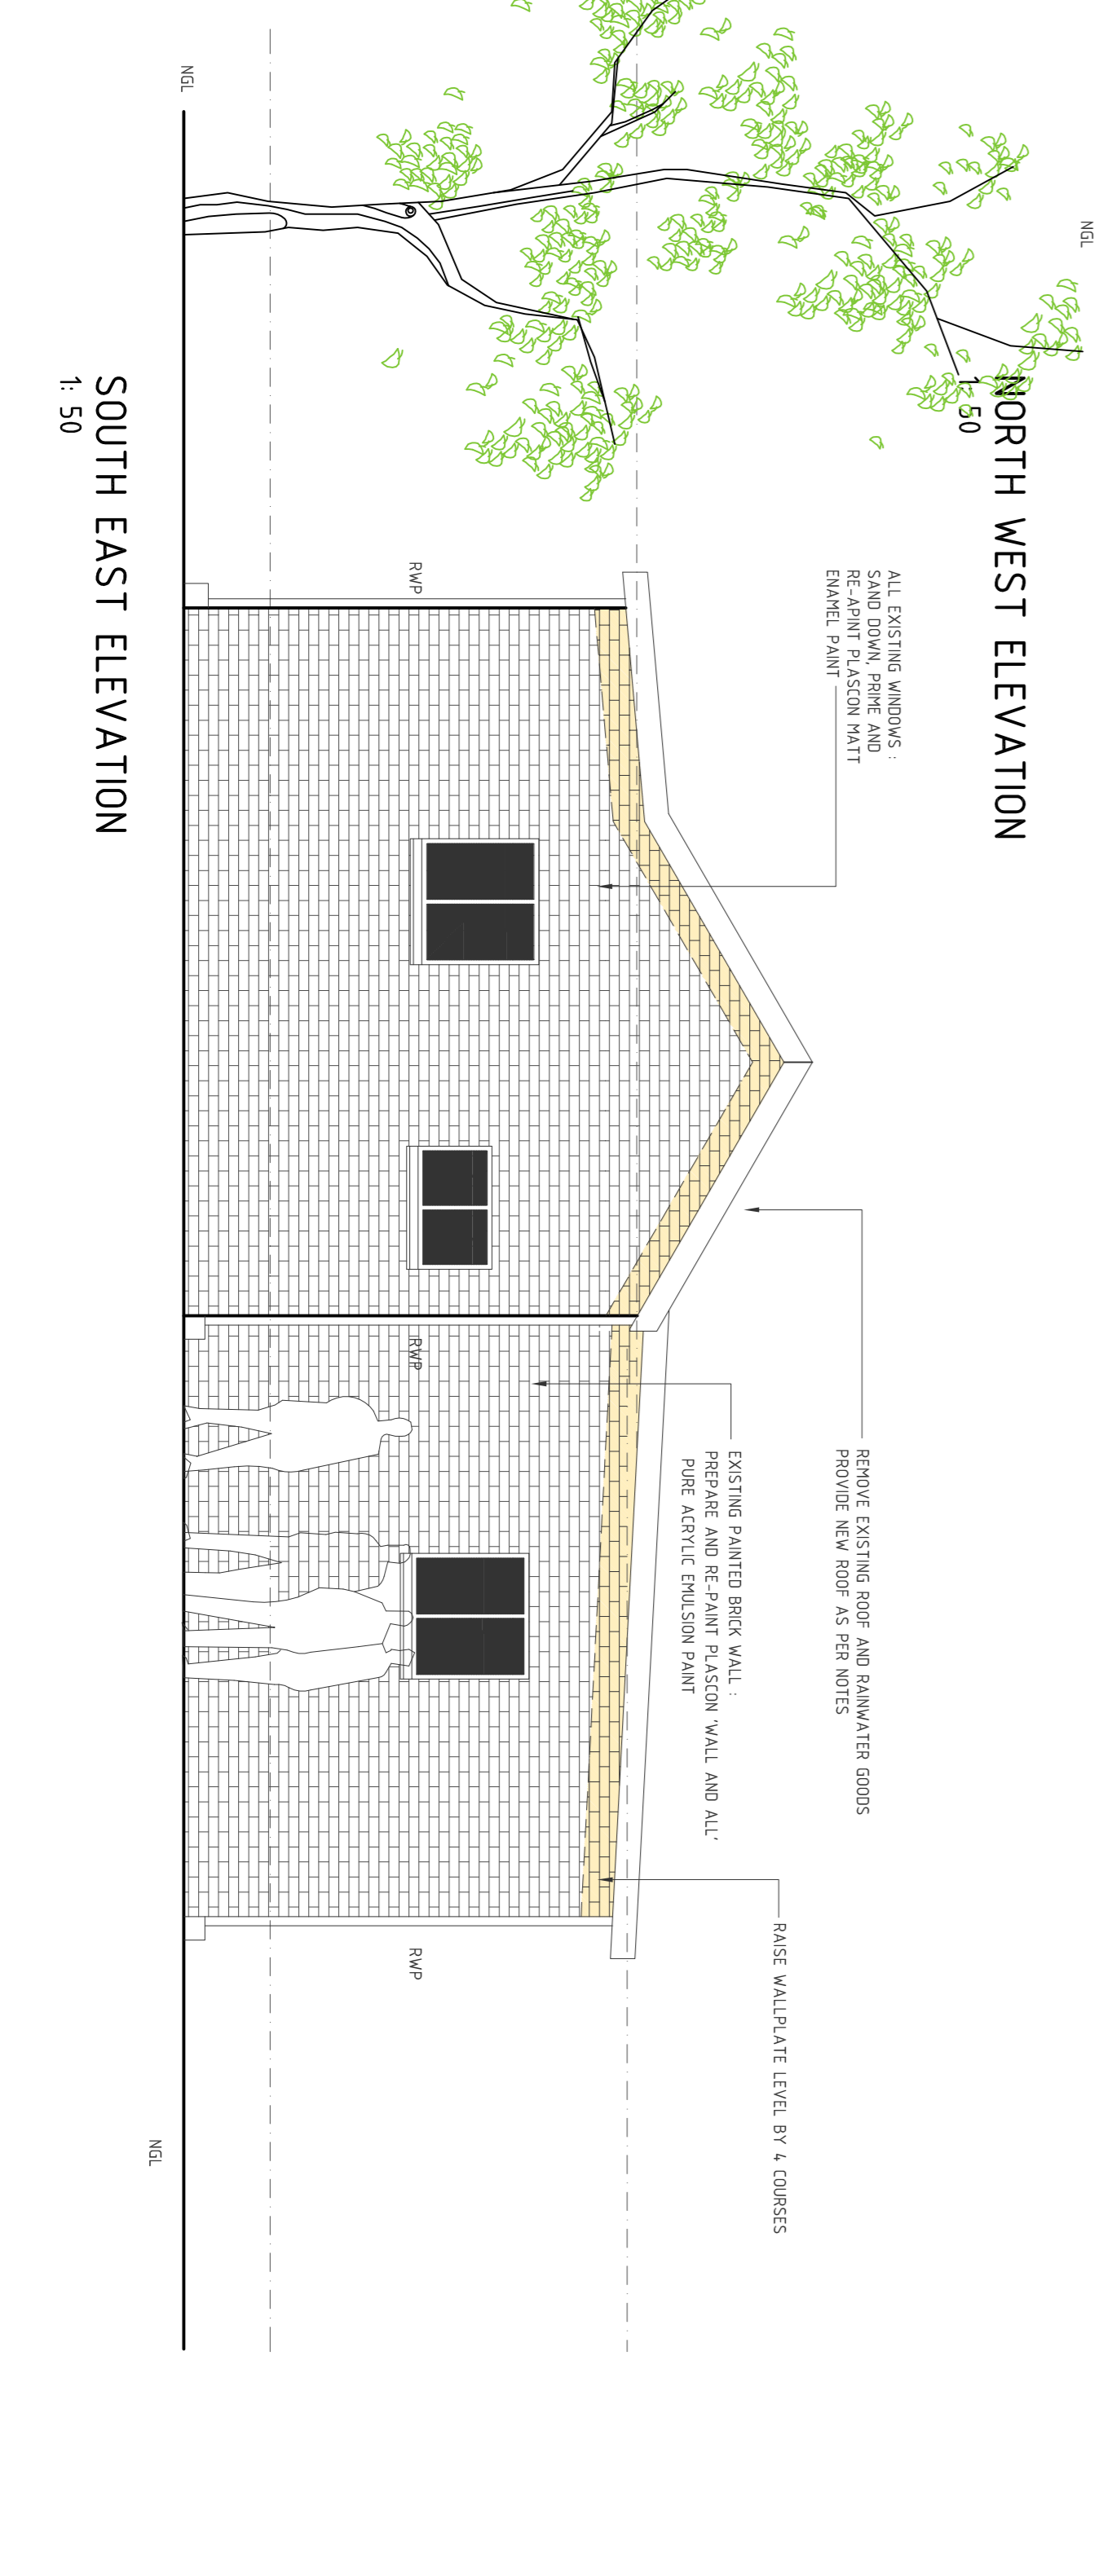 NGL
NORTH WEST ELEVATION
1: 50
ALL EXISTING WINDOWS :
SAND DOWN, PRIME AND
RE-APINT PLASCON MATT
ENAMEL PAINT
REMOVE EXISTING ROOF AND RAINWATER GOODS
PROVIDE NEW ROOF AS PER NOTES
RAISE WALLPLATE LEVEL BY 4 COURSES
EXISTING PAINTED BRICK WALL :
PREPARE AND RE-PAINT PLASCON 'WALL AND ALL'
PURE ACRYLIC EMULSION PAINT
RWP
RWP
RWP
NGL
NGL
SOUTH EAST ELEVATION
1: 50